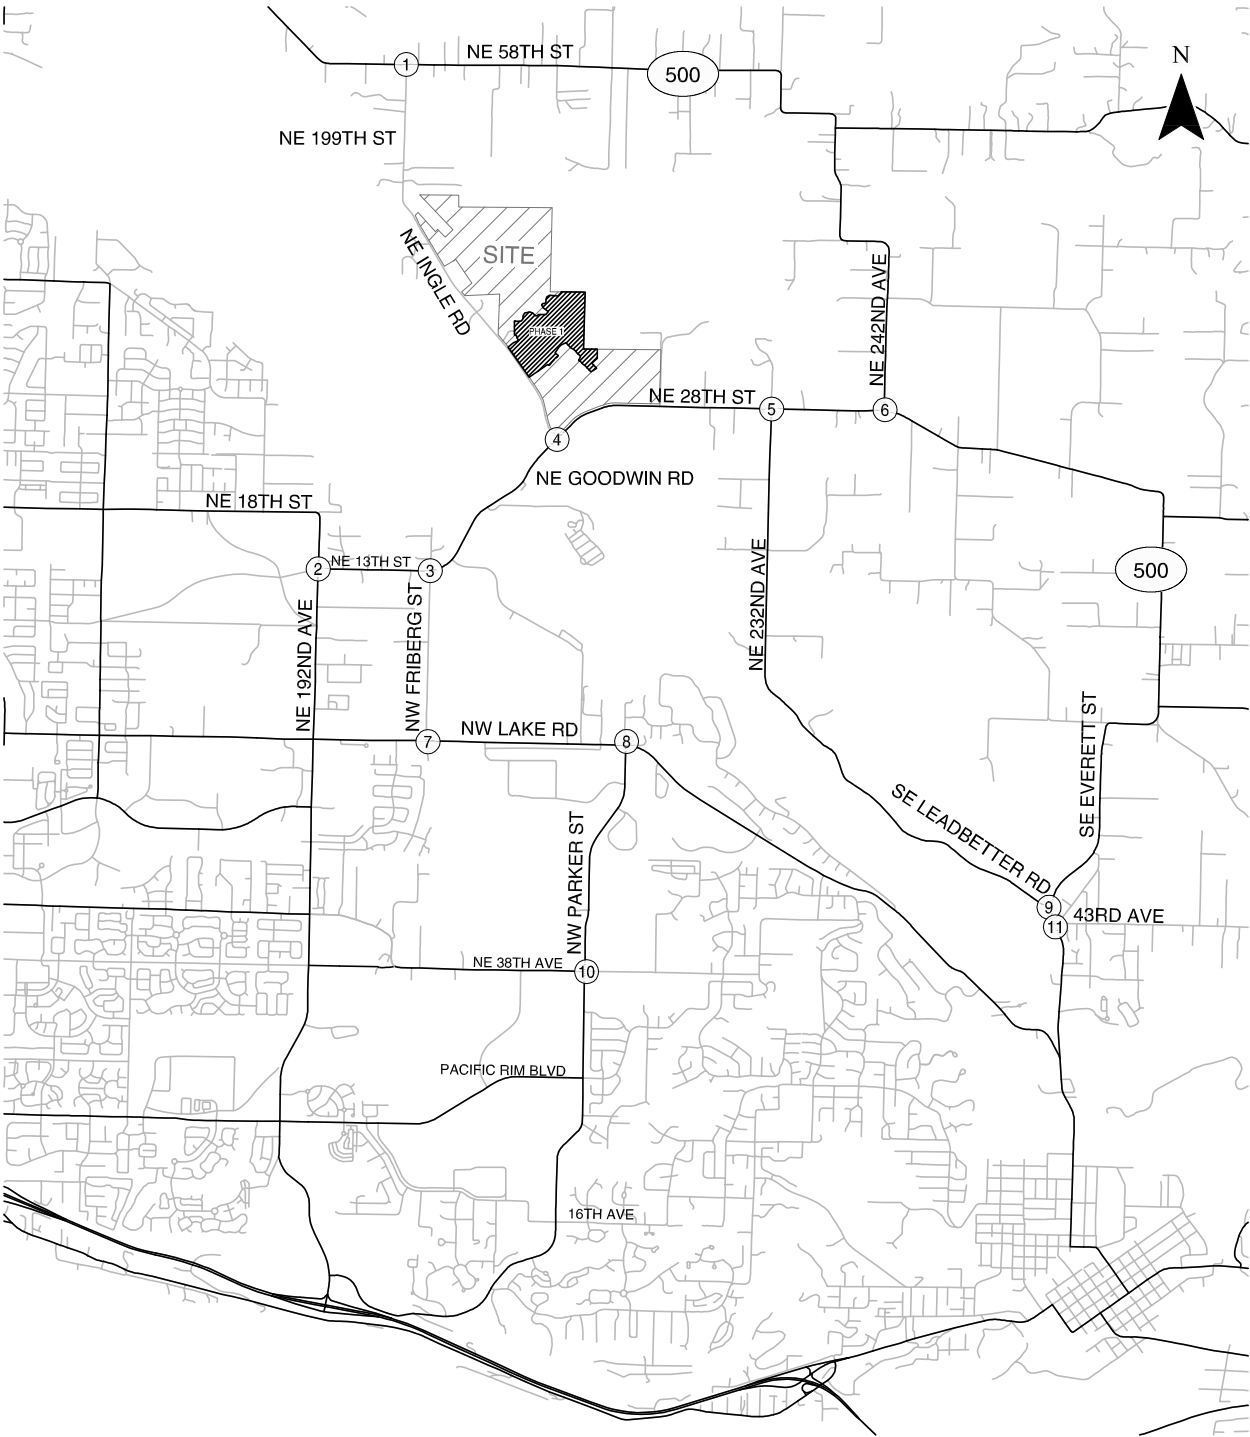 NE 58TH ST
1
500
N
NE 199TH ST
NE INGLE RD
SITE
PHASE 1
NE 242ND AVE
NE 28TH ST
5
6
4
NE GOODWIN RD
NE 18TH ST
2
NE 13TH ST
3
500
NE 192ND AVE
NW FRIBERG ST
NE 232ND AVE
7
NW LAKE RD
8
SE EVERETT ST
SE LEADBETTER RD
NW PARKER ST
9
11
43RD AVE
NE 38TH AVE
10
PACIFIC RIM BLVD
16TH AVE